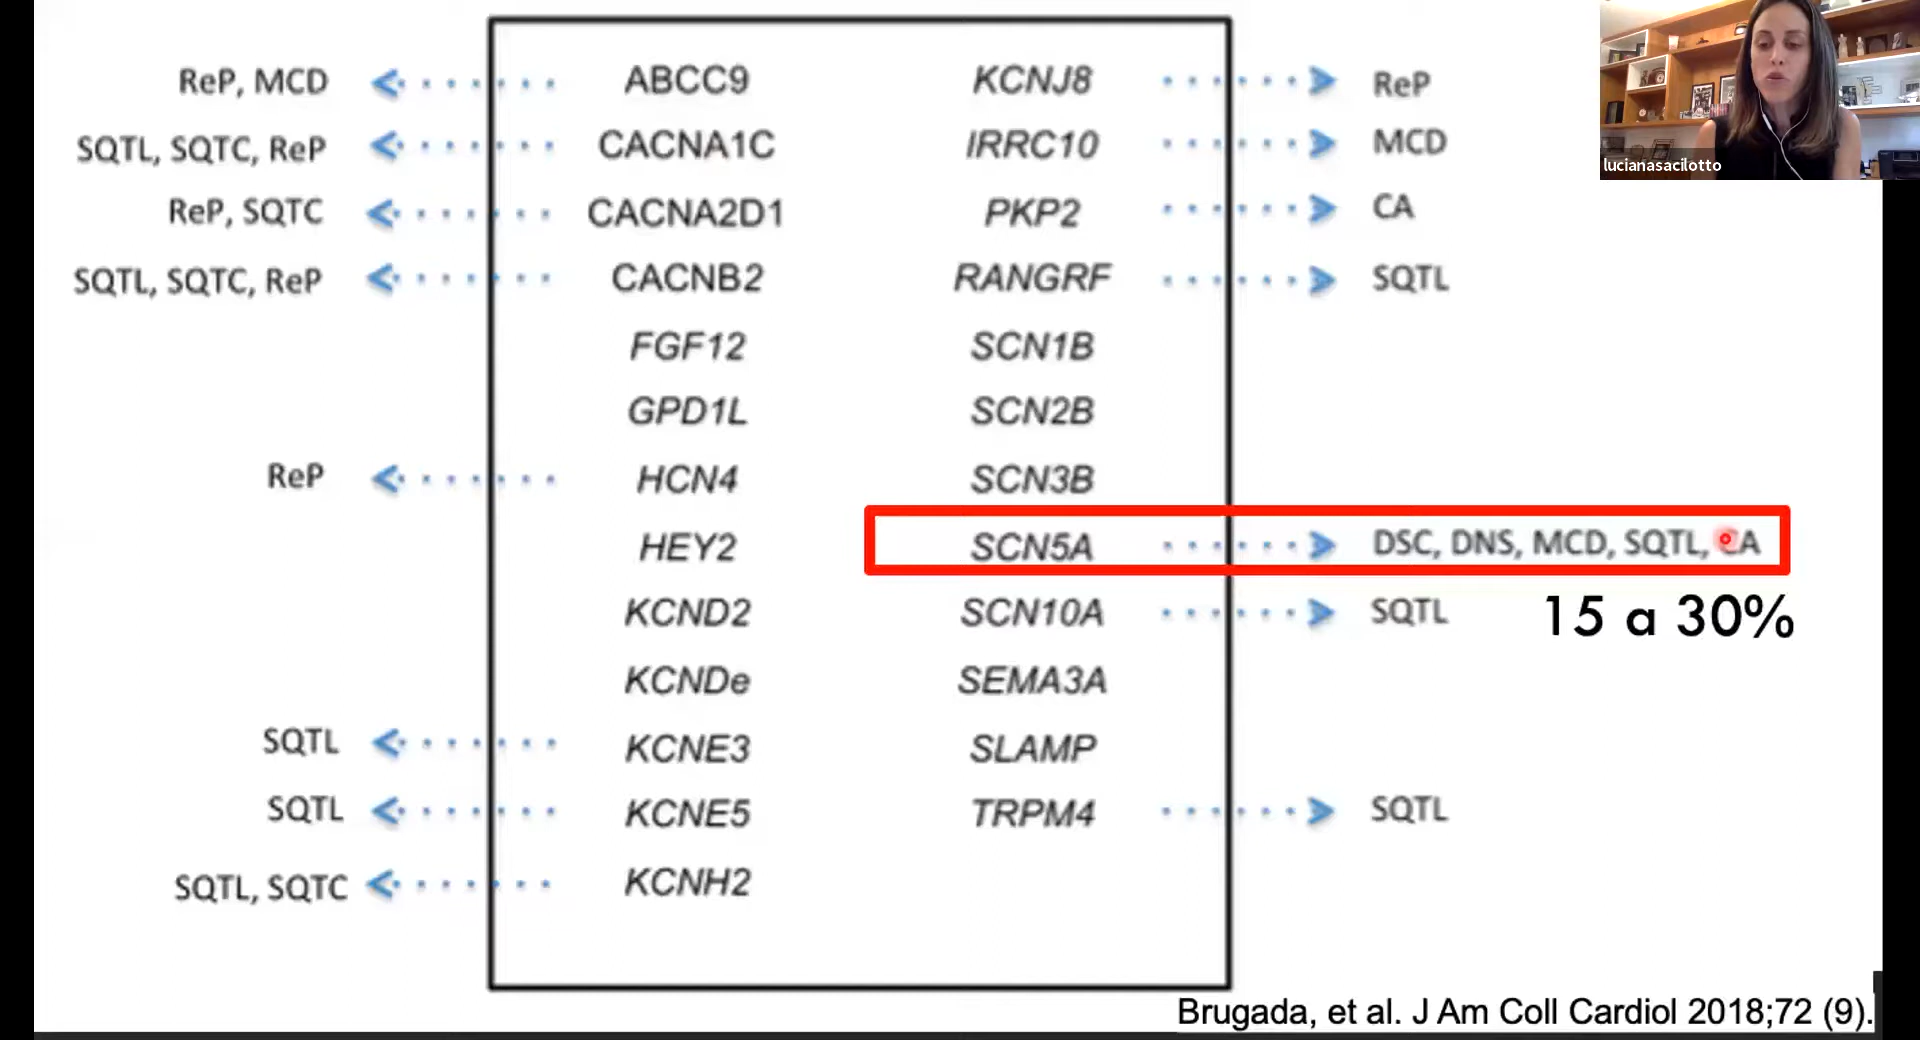 ReP, MCD ABCC9 KCNJ8 ReP
SQTL, SQTC, ReP CACNA1C IRRC10 MCD
ReP, SQTC CACNA2D1 PKP2 CA
SQTL, SQTC, ReP CACNB2 RANGRF SQTL
FGF12 SCN1B
GPD1L SCN2B
ReP HCN4 SCN3B
HEY2 SCN5A DSC, DNS, MCD, SQTL, CA
KCND2 SCN10A SQTL 15 a 30%
KCNDe SEMA3A
SQTL KCNE3 SLAMP
SQTL KCNE5 TRPM4 SQTL
SQTL, SQTC KCNH2
Brugada, et al. J Am Coll Cardiol 2018;72 (9).
lucianasacilotto